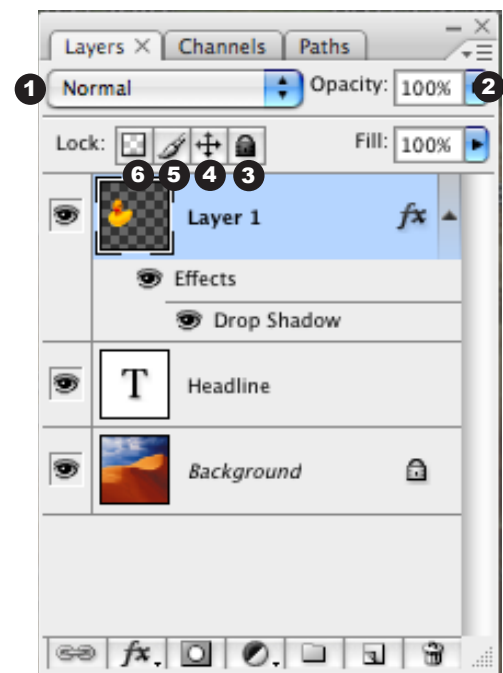 Layers × Channels Paths
1 Normal Opacity: 100% 2
Lock: Fill: 100%
6 5 4 3
Layer 1 fx
Effects
Drop Shadow
T Headline
Background
fx.